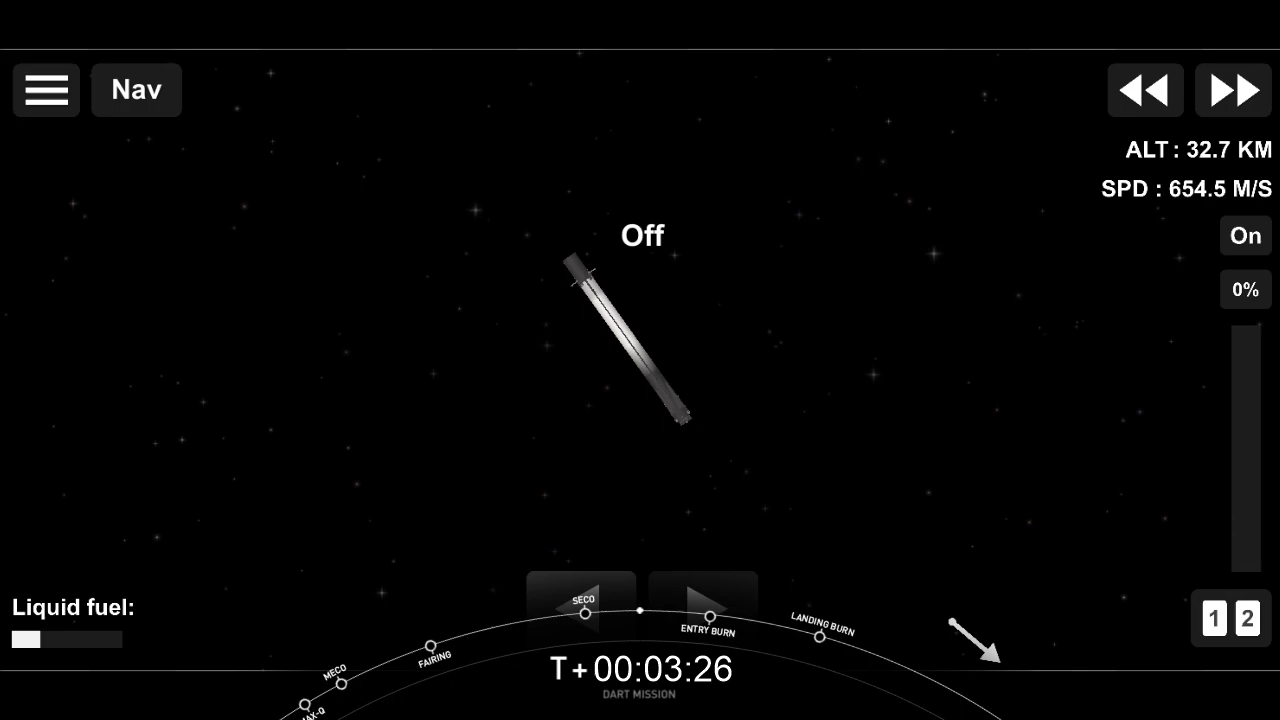 Nav
ALT : 32.7 KM
SPD : 654.5 M/S
Off
On
0%
Liquid fuel:
1 2
MAX-Q
MECO
FAIRING
SECO
ENTRY BURN
LANDING BURN
T+00:03:26
DART MISSION